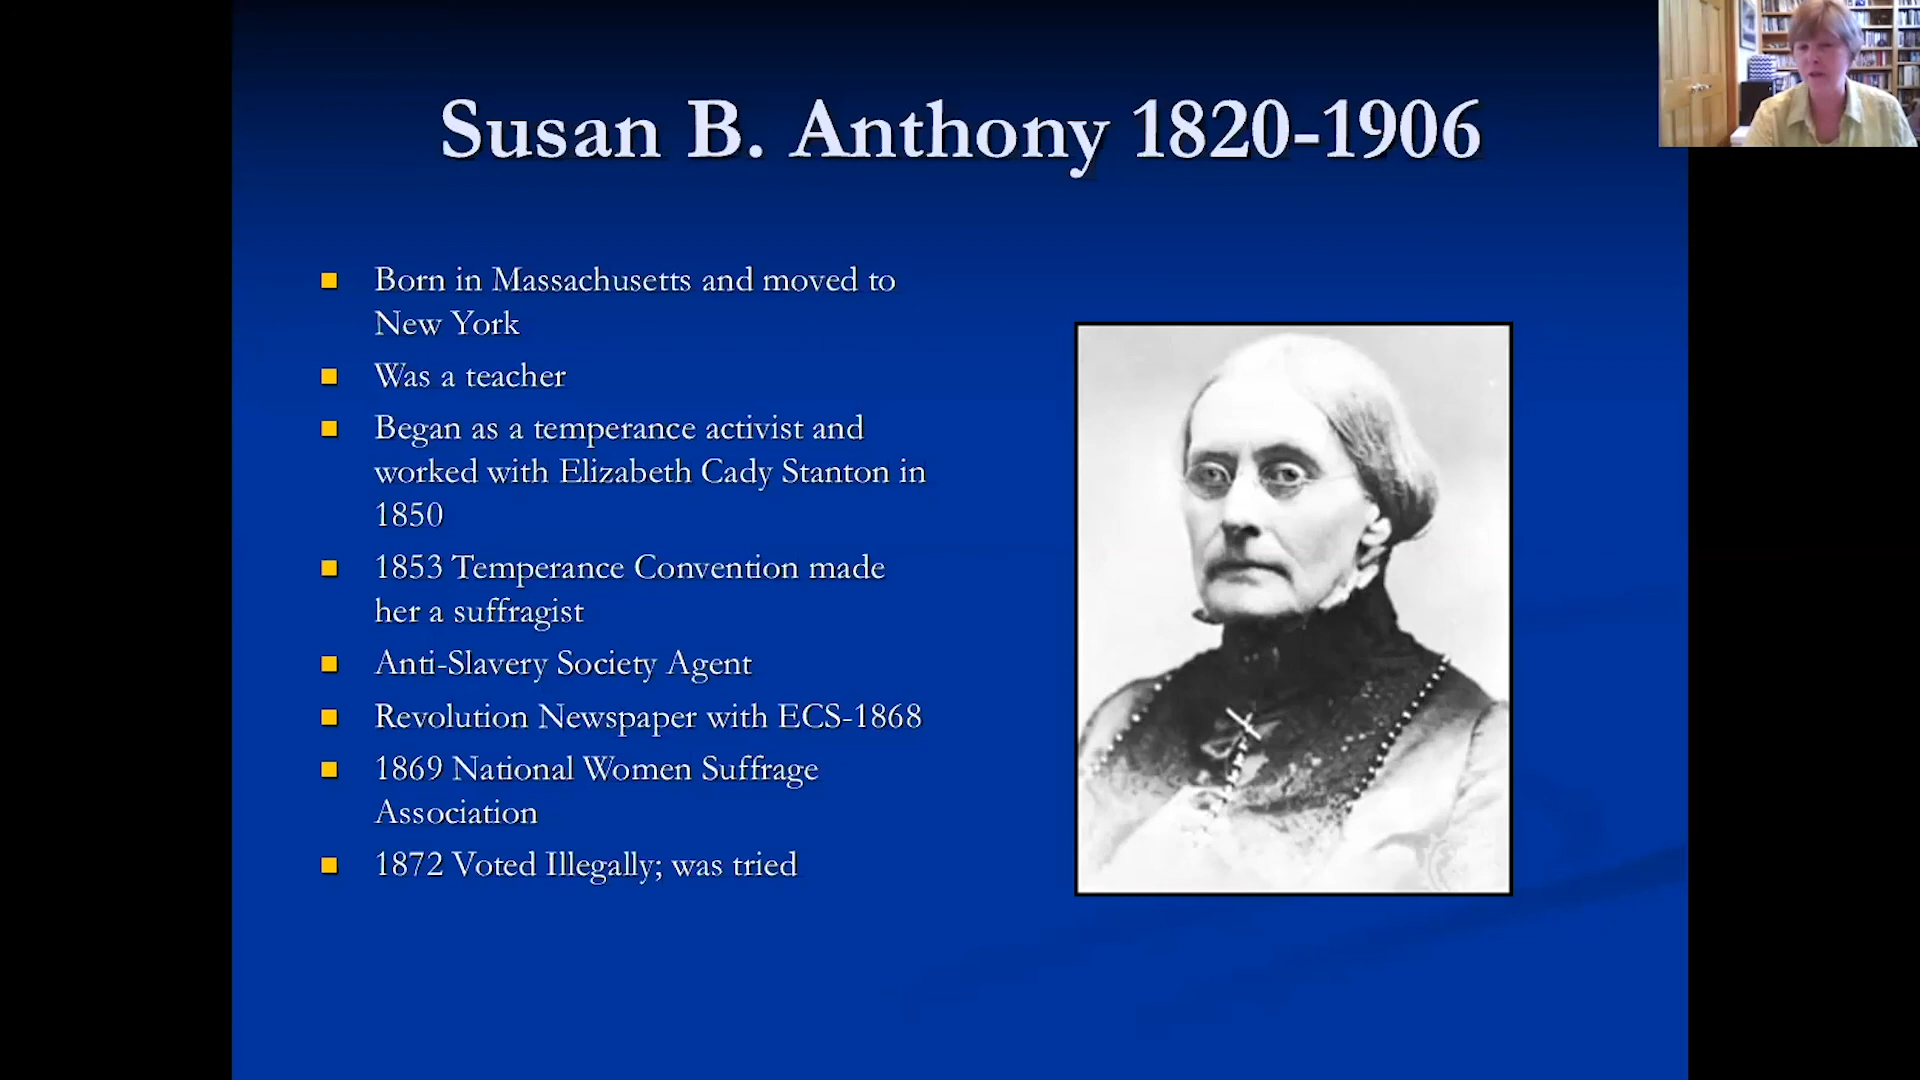 Susan B. Anthony 1820-1906
Born in Massachusetts and moved to
New York
Was a teacher
Began as a temperance activist and
worked with Elizabeth Cady Stanton in
1850
1853 Temperance Convention made
her a suffragist
Anti-Slavery Society Agent
Revolution Newspaper with ECS-1868
1869 National Women Suffrage
Association
1872 Voted Illegally; was tried